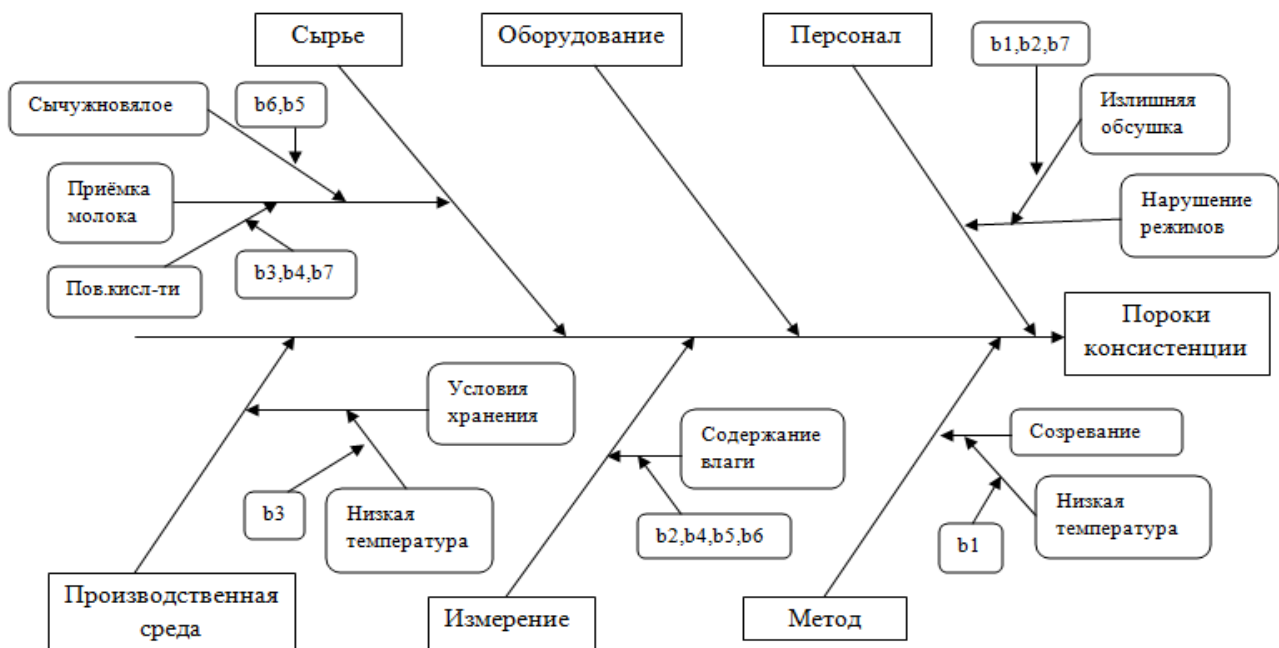 Сырье
Оборудование
Персонал
b1,b2,b7
Сычужновялое
b6,b5
Излишняя
обсушка
Приёмка
молока
Нарушение
режимов
Пов.кисл-ти
b3,b4,b7
Пороки
консистенции
Условия
хранения
Содержание
влаги
Созревание
b3
Низкая
температура
b2,b4,b5,b6
b1
Низкая
температура
Производственная
среда
Измерение
Метод